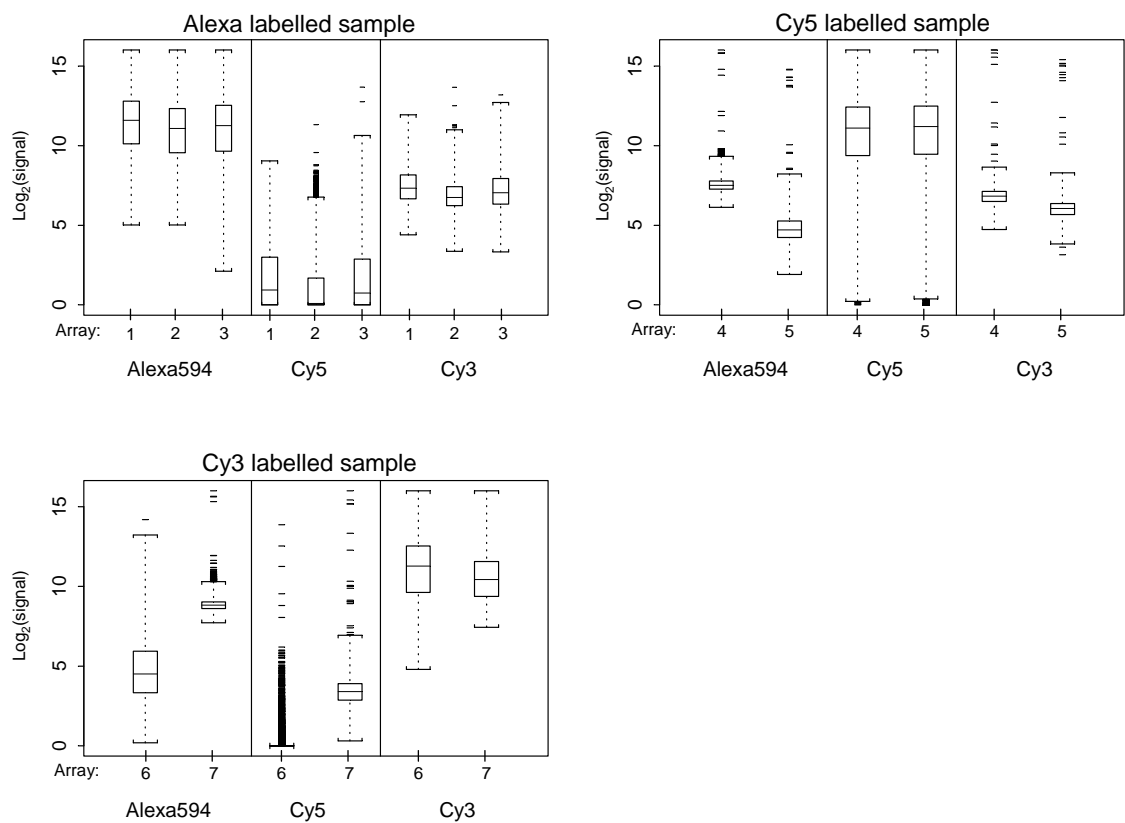 Alexa labelled sample
Log2(signal)
15
10
5
0
Array: 1 2 3 1 2 3 1 2 3
Alexa594 Cy5 Cy3
Cy5 labelled sample
Log2(signal)
15
10
5
0
Array: 4 5 4 5 4 5
Alexa594 Cy5 Cy3
Cy3 labelled sample
Log2(signal)
15
10
5
0
Array: 6 7 6 7 6 7
Alexa594 Cy5 Cy3